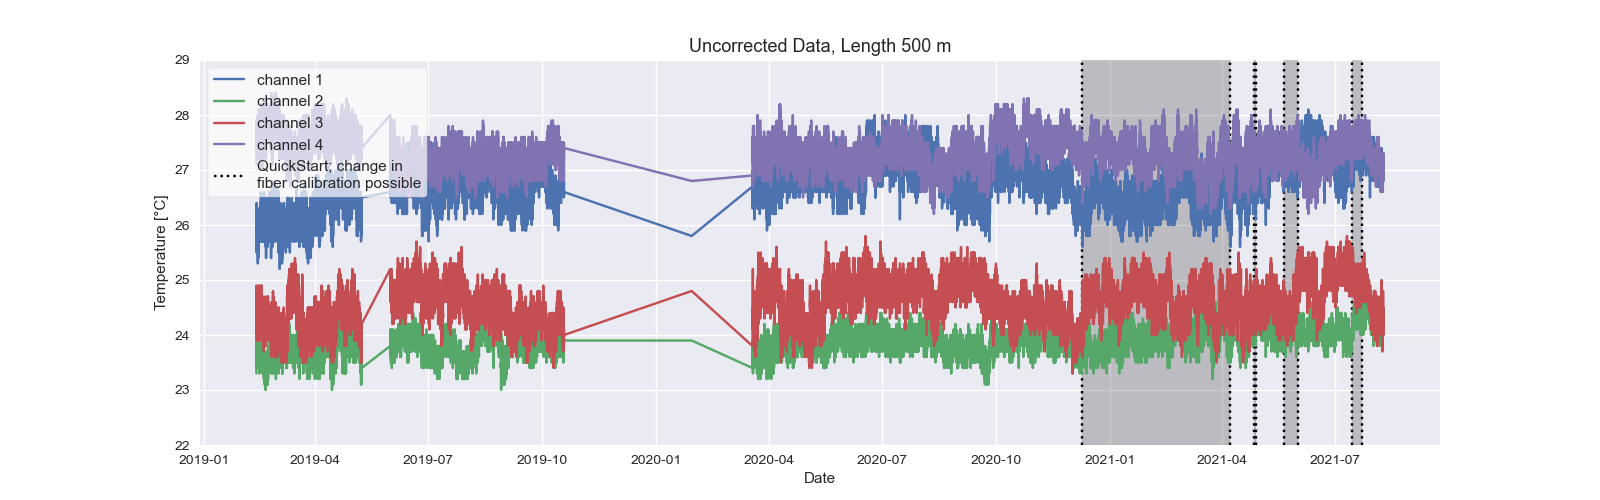 Uncorrected Data, Length 500 m
29
28
27
26
25
24
23
22
Temperature [°C]
channel 1
channel 2
channel 3
channel 4
QuickStart; change in
fiber calibration possible
2019-01 2019-04 2019-07 2019-10 2020-01 2020-04 2020-07 2020-10 2021-01 2021-04 2021-07
Date